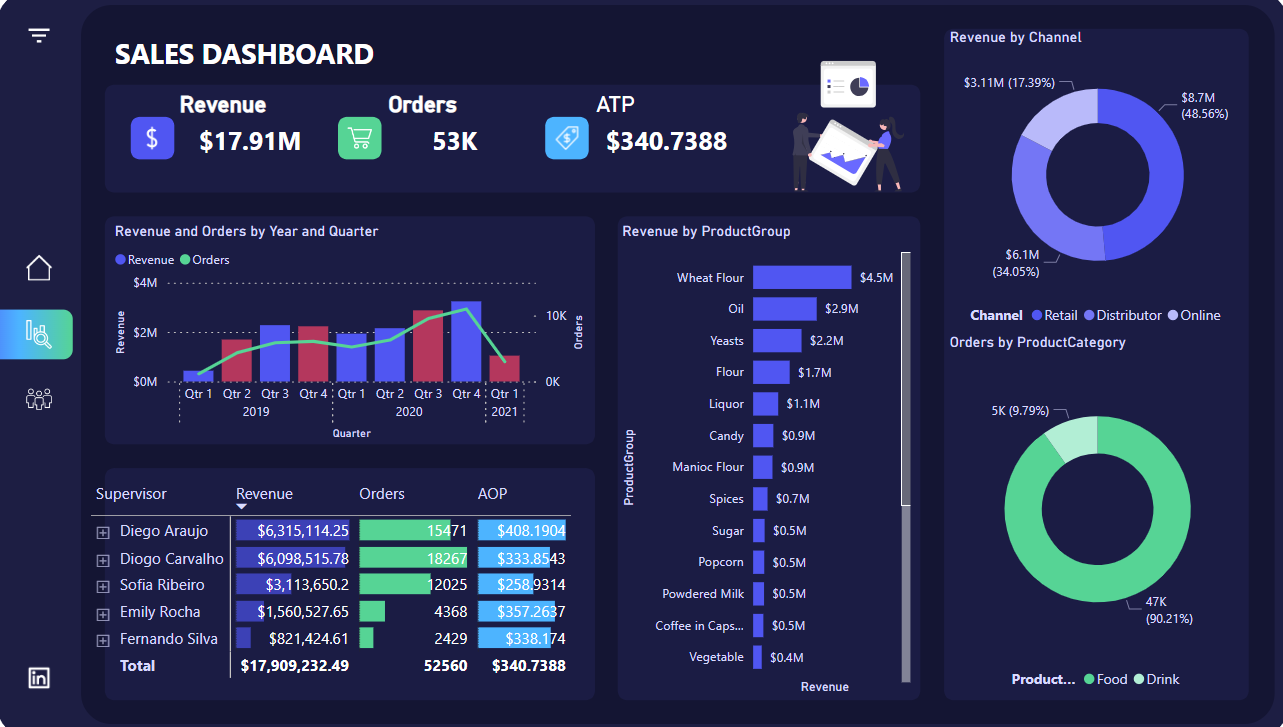 SALES DASHBOARD
Revenue
$17.91M
Orders
53K
ATP
$340.7388
Revenue and Orders by Year and Quarter
Revenue Orders
$4M
$2M
$0M
Revenue
10K
0K
Orders
Qtr 1 Qtr 2 Qtr 3 Qtr 4 Qtr 1 Qtr 2 Qtr 3 Qtr 4 Qtr 1
2019 2020 2021
Quarter
Supervisor Revenue Orders AOP
Diego Araujo $6,315,114.25 15471 $408.1904
Diogo Carvalho $6,098,515.78 18267 $333.8543
Sofia Ribeiro $3,113,650.2 12025 $258.9314
Emily Rocha $1,560,527.65 4368 $357.2637
Fernando Silva $821,424.61 2429 $338.174
Total $17,909,232.49 52560 $340.7388
Revenue by ProductGroup
ProductGroup
Wheat Flour $4.5M
Oil $2.9M
Yeasts $2.2M
Flour $1.7M
Liquor $1.1M
Candy $0.9M
Manioc Flour $0.9M
Spices $0.7M
Sugar $0.5M
Popcorn $0.5M
Powdered Milk $0.5M
Coffee in Caps... $0.5M
Vegetable $0.4M
Revenue
Revenue by Channel
$3.11M (17.39%)
$8.7M
(48.56%)
$6.1M
(34.05%)
Channel Retail Distributor Online
Orders by ProductCategory
5K (9.79%)
47K
(90.21%)
Product... Food Drink
in